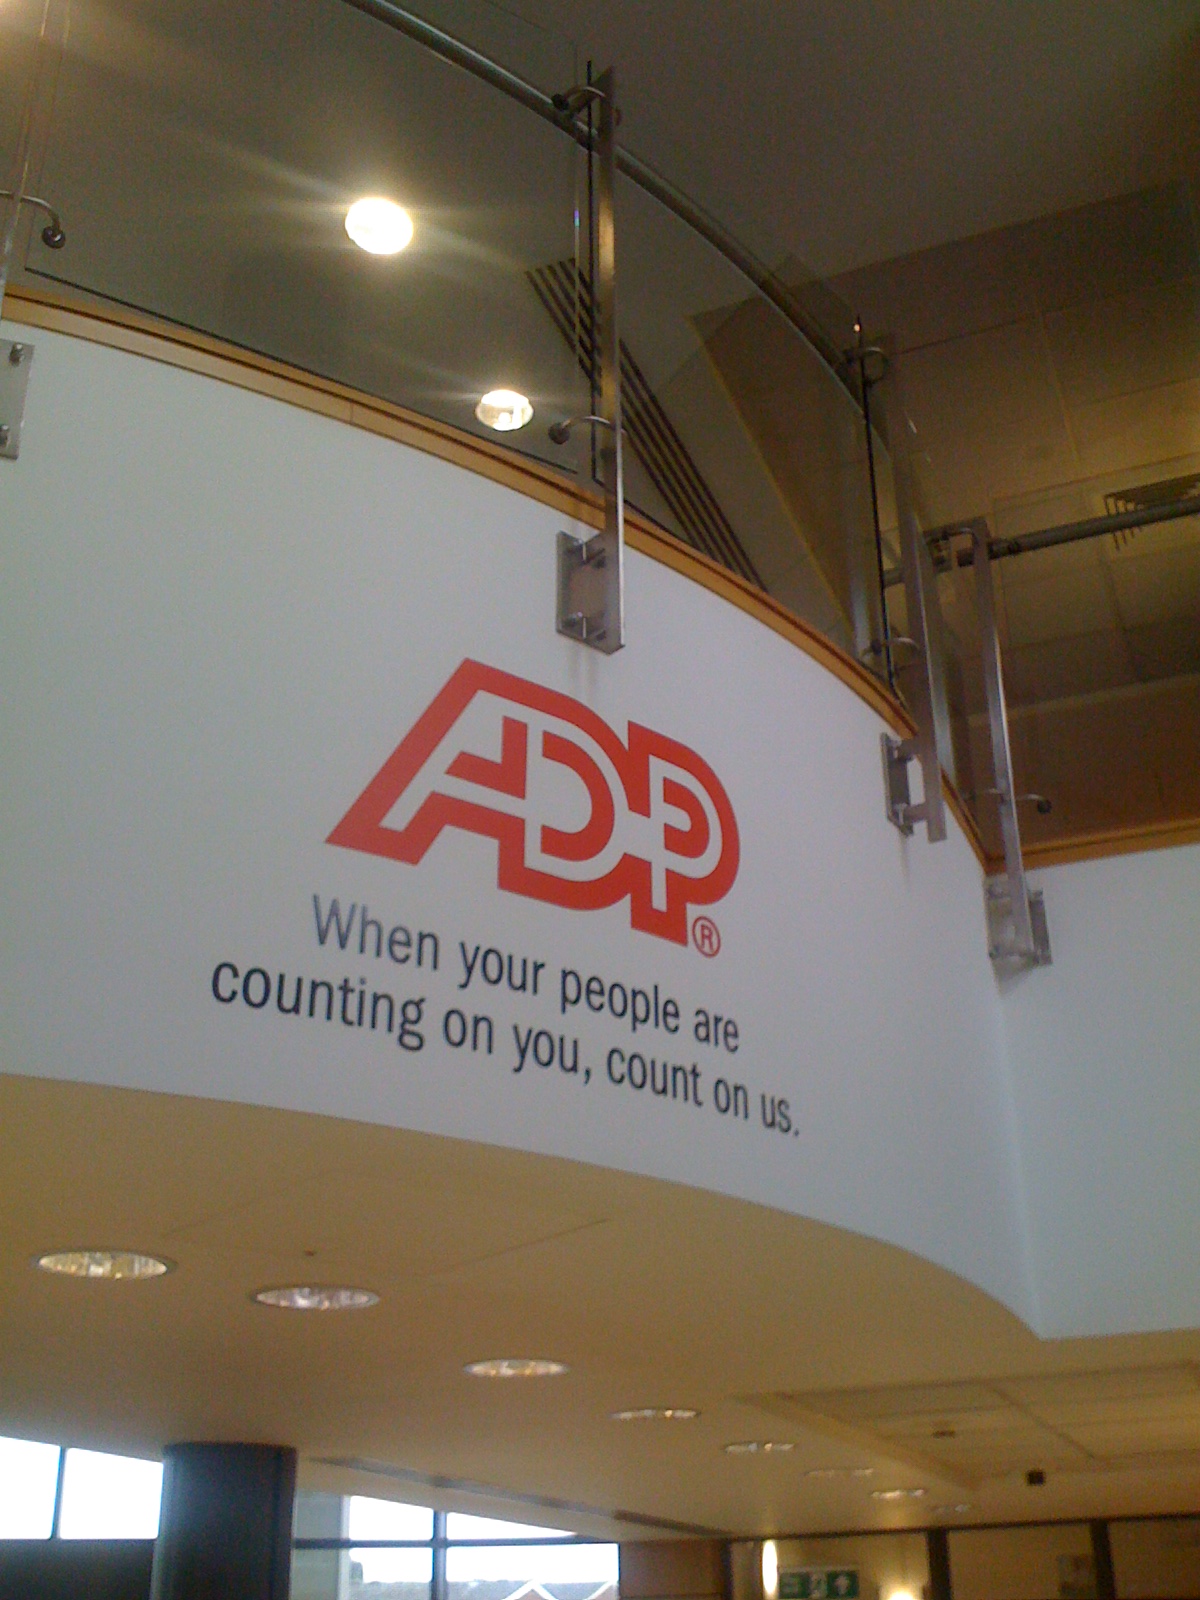 ADP®
When your people are
counting on you, count on us.